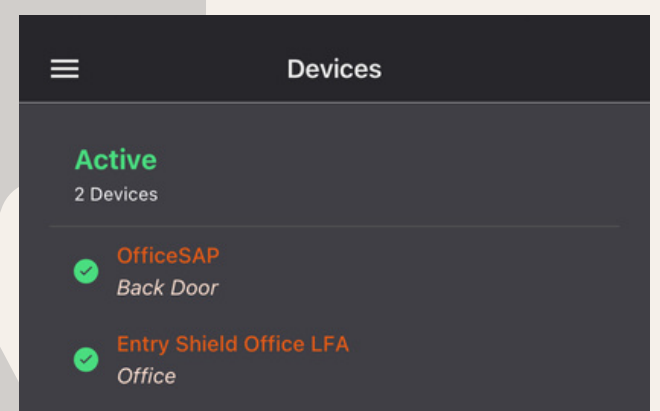 Devices
Active
2 Devices
OfficeSAP
Back Door
Entry Shield Office LFA
Office